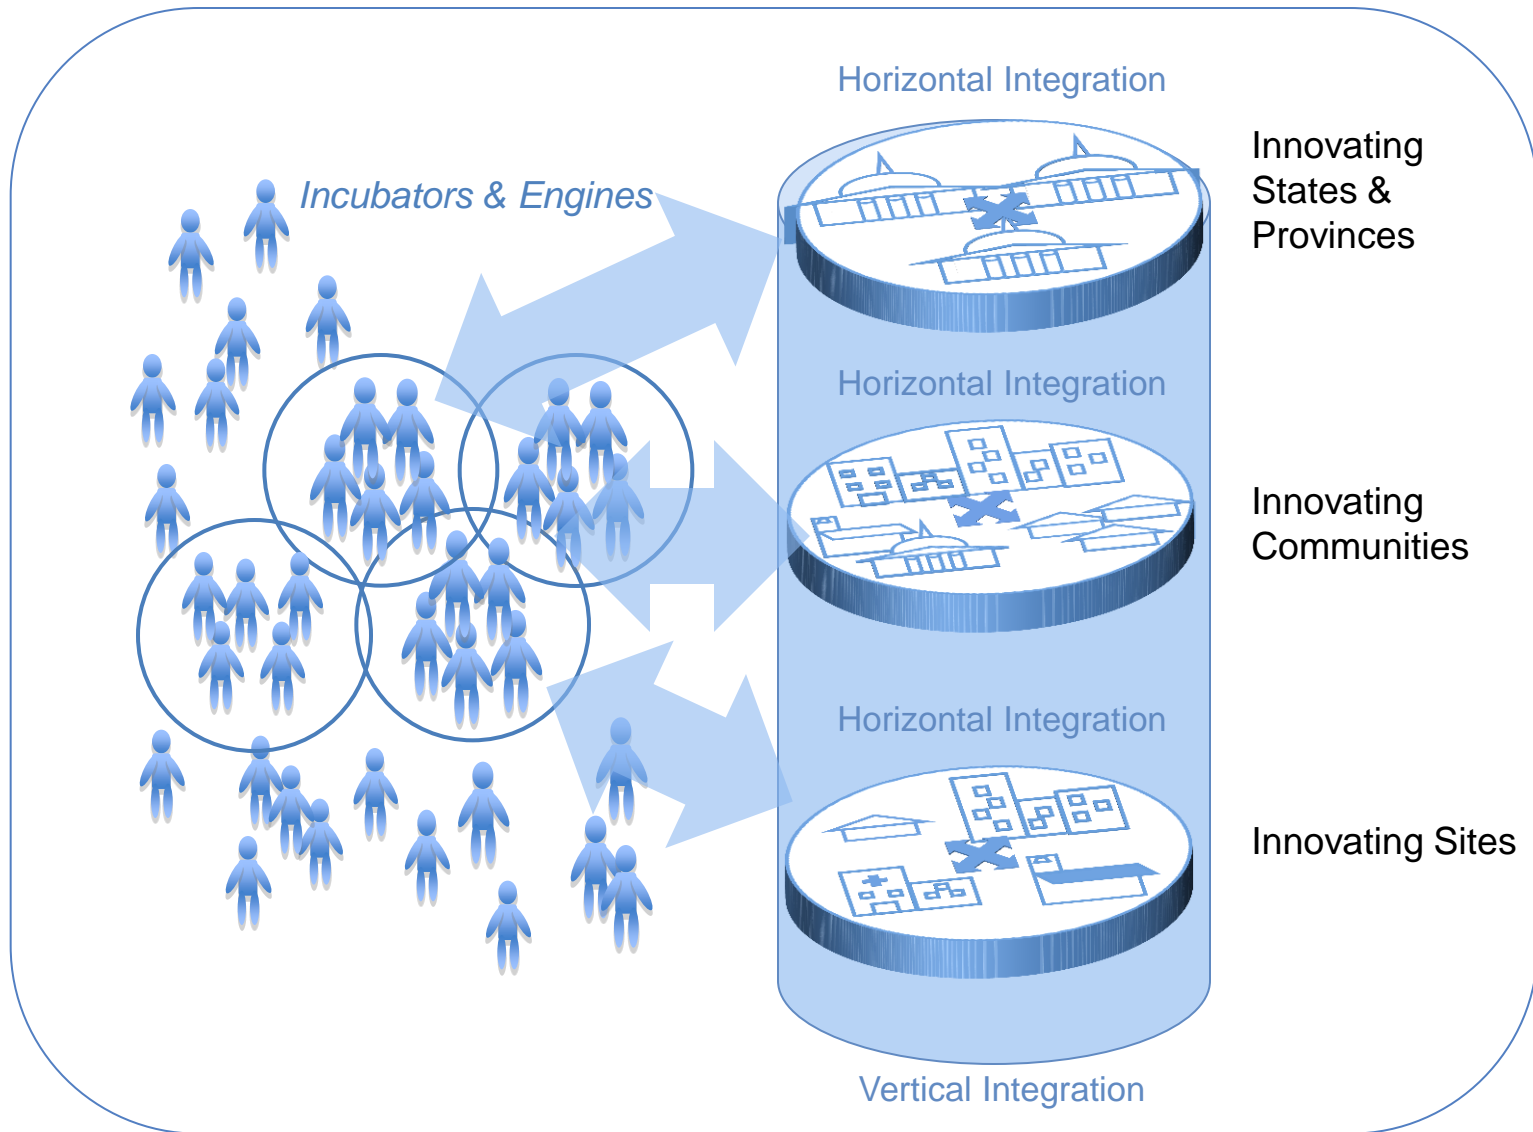 Horizontal Integration
Innovating
States &
Provinces
Incubators & Engines
Horizontal Integration
Innovating
Communities
Horizontal Integration
Innovating Sites
Vertical Integration